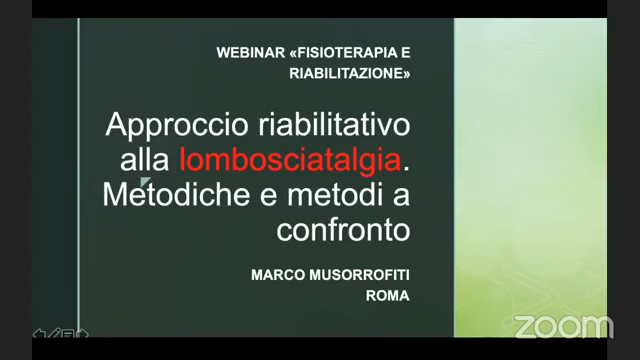 WEBINAR «FISIOTERAPIA E
RIABILITAZIONE»
Approccio riabilitativo
alla lombosciatalgia.
Metodiche e metodi a
confronto
MARCO MUSORROFITI
ROMA
zoom